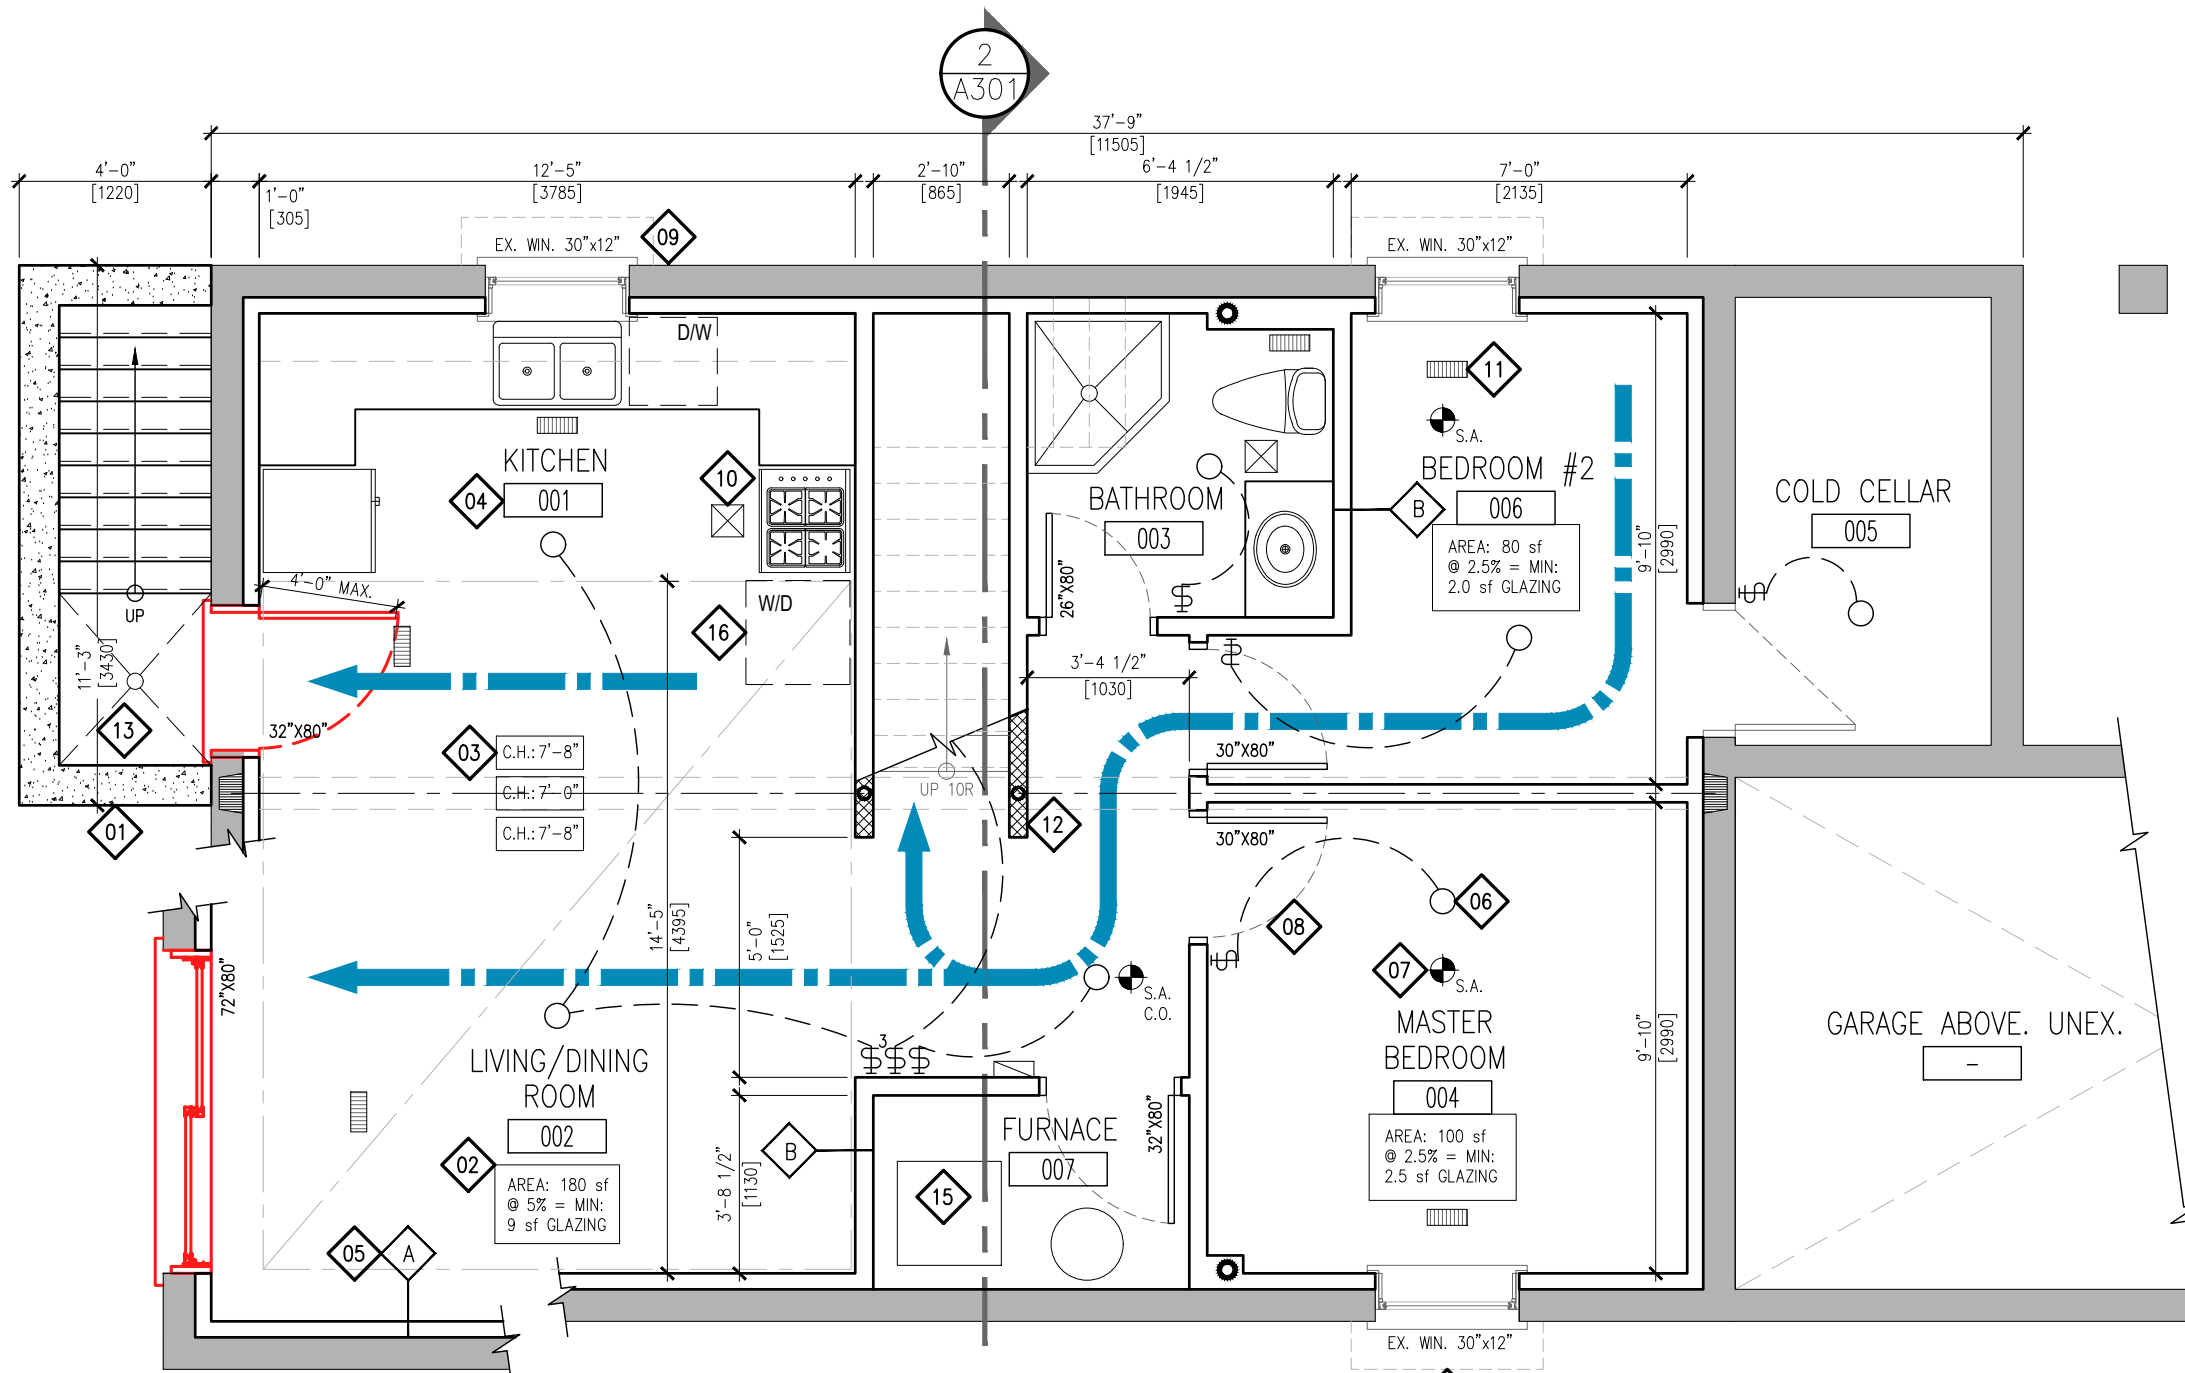 2
A301
37'-9"
[11505]
4'-0"
[1220]
1'-0"
[305]
12'-5"
[3785]
2'-10"
[865]
6'-4 1/2"
[1945]
7'-0"
[2135]
EX. WIN. 30"x12"
09
EX. WIN. 30"x12"
D/W
11
S.A.
KITCHEN
04
001
10
BATHROOM
003
BEDROOM #2
B
006
AREA: 80 sf
@ 2.5% = MIN:
2.0 sf GLAZING
9'-10"
[2990]
COLD CELLAR
005
4'-0" MAX.
UP
W/D
16
26"X80"
11'-3"
[3430]
13
32"X80"
3'-4 1/2"
[1030]
03
C.H.: 7'-8"
C.H.: 7'-0"
C.H.: 7'-8"
UP 10R
30"X80"
01
12
30"X80"
08
06
07
S.A.
72"X80"
14'-5"
[4395]
5'-0"
[1525]
S.A.
C.O.
3
$$$
MASTER
BEDROOM
004
AREA: 100 sf
@ 2.5% = MIN:
2.5 sf GLAZING
9'-10"
[2990]
GARAGE ABOVE. UNEX.
-
LIVING/DINING
ROOM
002
02
AREA: 180 sf
@ 5% = MIN:
9 sf GLAZING
B
3'-8 1/2"
[1130]
FURNACE
007
32"X80"
15
05
A
EX. WIN. 30"x12"